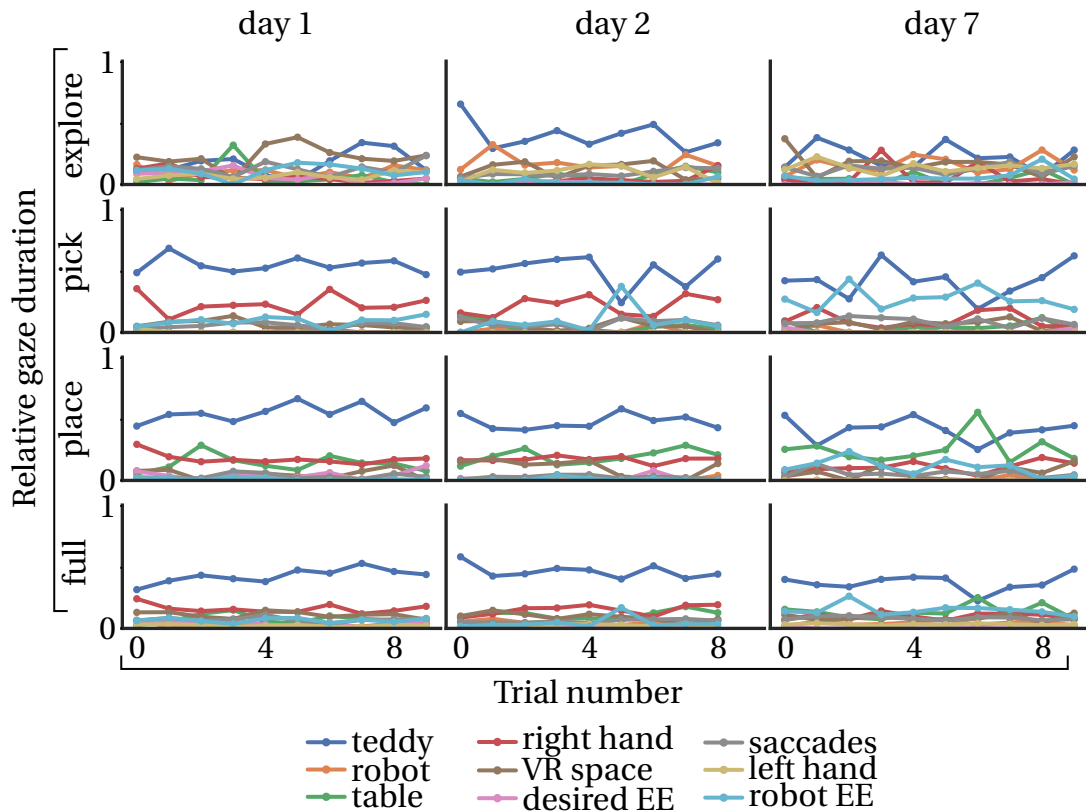 day 1 day 2 day 7
Relative gaze duration
explore
1
0
pick
1
0
place
1
0
full
1
0
0 4 8 0 4 8 0 4 8
Trial number
teddy right hand saccades
robot VR space left hand
table desired EE robot EE